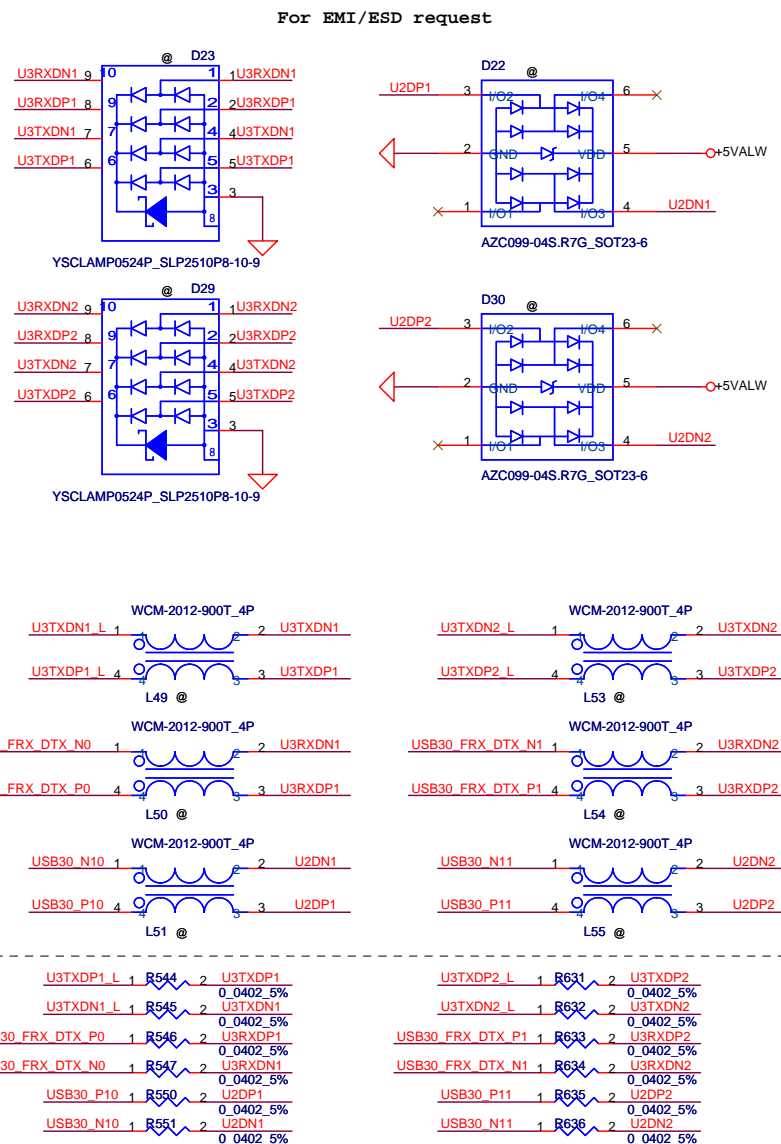 For EMI/ESD request
@ D23
U3RXDN1 9 10 1 1 U3RXDN1
U3RXDP1 8 9 2 2 U3RXDP1
U3TXDN1 7 7 4 4 U3TXDN1
U3TXDP1 6 6 5 5 U3TXDP1
3 3
8
YSCLAMP0524P_SLP2510P8-10-9
D22 @
U2DP1 3 I/O2 I/O4 6
2 GND VDD 5 +5VALW
1 I/O1 I/O3 4 U2DN1
AZC099-04S.R7G_SOT23-6
@ D29
U3RXDN2 9 10 1 1 U3RXDN2
U3RXDP2 8 9 2 2 U3RXDP2
U3TXDN2 7 7 4 4 U3TXDN2
U3TXDP2 6 6 5 5 U3TXDP2
3 3
8
YSCLAMP0524P_SLP2510P8-10-9
D30 @
U2DP2 3 I/O2 I/O4 6
2 GND VDD 5 +5VALW
1 I/O1 I/O3 4 U2DN2
AZC099-04S.R7G_SOT23-6
WCM-2012-900T_4P
U3TXDN1_L 1 1 2 2 U3TXDN1
U3TXDP1_L 4 4 3 3 U3TXDP1
L49 @
WCM-2012-900T_4P
U3TXDN2_L 1 1 2 2 U3TXDN2
U3TXDP2_L 4 4 3 3 U3TXDP2
L53 @
WCM-2012-900T_4P
_FRX_DTX_N0 1 1 2 2 U3RXDN1
_FRX_DTX_P0 4 4 3 3 U3RXDP1
L50 @
WCM-2012-900T_4P
USB30_FRX_DTX_N1 1 1 2 2 U3RXDN2
USB30_FRX_DTX_P1 4 4 3 3 U3RXDP2
L54 @
WCM-2012-900T_4P
USB30_N10 1 1 2 2 U2DN1
USB30_P10 4 4 3 3 U2DP1
L51 @
WCM-2012-900T_4P
USB30_N11 1 1 2 2 U2DN2
USB30_P11 4 4 3 3 U2DP2
L55 @
U3TXDP1_L 1 R544 2 U3TXDP1
0_0402_5%
U3TXDN1_L 1 R545 2 U3TXDN1
0_0402_5%
30_FRX_DTX_P0 1 R546 2 U3RXDP1
0_0402_5%
30_FRX_DTX_N0 1 R547 2 U3RXDN1
0_0402_5%
USB30_P10 1 R550 2 U2DP1
0_0402_5%
USB30_N10 1 R551 2 U2DN1
0_0402_5%
U3TXDP2_L 1 R631 2 U3TXDP2
0_0402_5%
U3TXDN2_L 1 R632 2 U3TXDN2
0_0402_5%
USB30_FRX_DTX_P1 1 R633 2 U3RXDP2
0_0402_5%
USB30_FRX_DTX_N1 1 R634 2 U3RXDN2
0_0402_5%
USB30_P11 1 R635 2 U2DP2
0_0402_5%
USB30_N11 1 R636 2 U2DN2
0_0402_5%